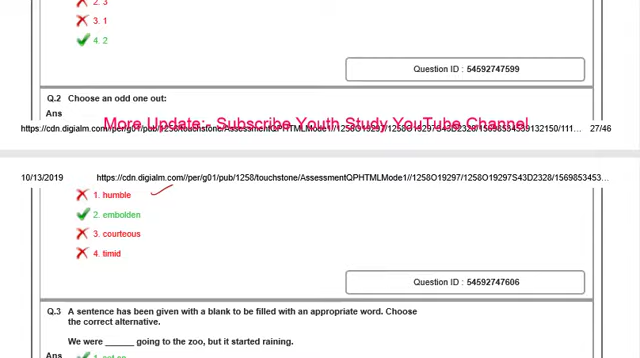 2. 3
3. 1
4. 2
Question ID : 54592747599
Q.2 Choose an odd one out:
Ans
More Update:- Subscribe Youth Study YouTube Channel
27/46
10/13/2019
1. humble
2. embolden
3. courteous
4. timid
Question ID : 54592747606
Q.3 A sentence has been given with a blank to be filled with an appropriate word. Choose
the correct alternative.
We were ______ going to the zoo, but it started raining.
Ans